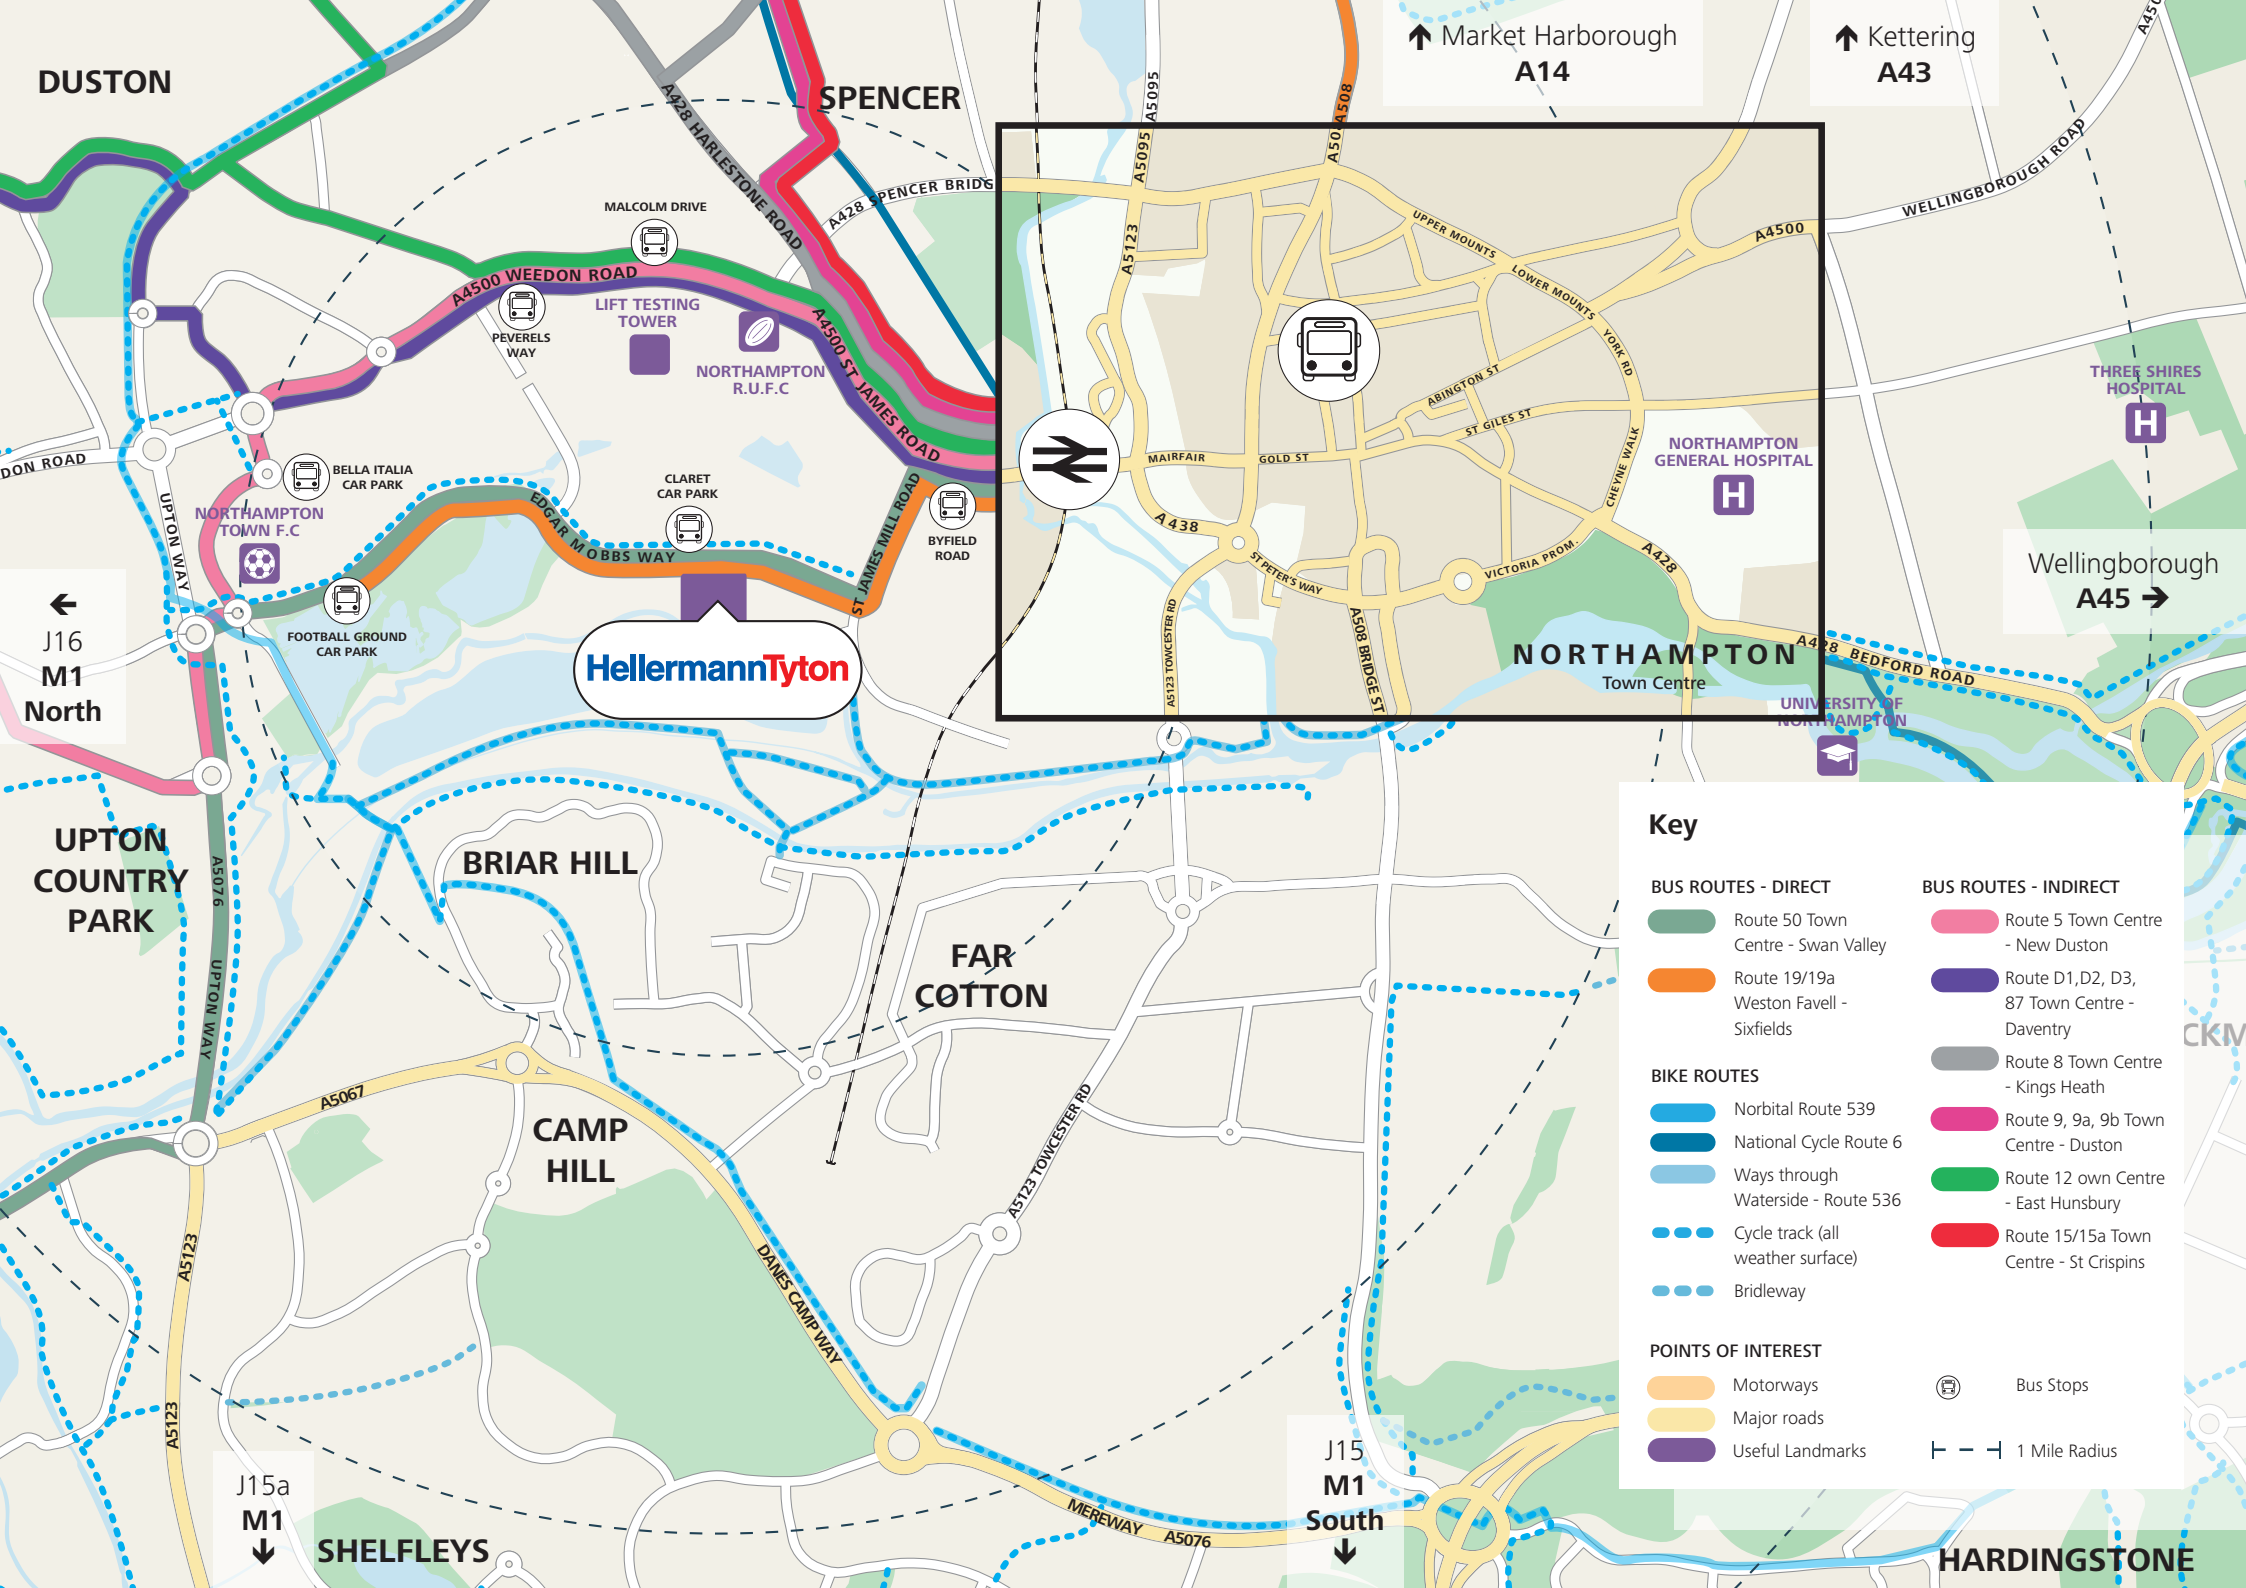 DUSTON
SPENCER
Market Harborough
A14
Kettering
A43
A450
A5095
A5095
A508
A508
WELLINGBOROUGH ROAD
A428 HARLESTONE ROAD
A428 SPENCER BRIDG
MALCOLM DRIVE
A4500 WEEDON ROAD
PEVERELS
WAY
LIFT TESTING
TOWER
NORTHAMPTON
R.U.F.C
A4500 ST JAMES ROAD
A5123
UPPER MOUNTS
LOWER MOUNTS
YORK RD
A4500
ABINGTON ST
ST GILES ST
CHEYNE WALK
MAIRFAIR
GOLD ST
A438
ST PETER'S WAY
VICTORIA PROM.
A428
A5123 TOWCESTER RD
A508 BRIDGE ST
NORTHAMPTON
GENERAL HOSPITAL
H
THREE SHIRES
HOSPITAL
H
Wellingborough
A45
NORTHAMPTON
Town Centre
A428 BEDFORD ROAD
UNIVERSITY OF
NORTHAMPTON
DON ROAD
BELLA ITALIA
CAR PARK
NORTHAMPTON
TOWN F.C
UPTON WAY
FOOTBALL GROUND
CAR PARK
EDGAR MOBBS WAY
CLARET
CAR PARK
ST JAMES MILL ROAD
BYFIELD
ROAD
HellermannTyton
J16
M1
North
UPTON
COUNTRY
PARK
A5076
UPTON WAY
BRIAR HILL
FAR
COTTON
A5067
CAMP
HILL
A5123 TOWCESTER RD
DANES CAMP WAY
A5123
A5123
J15a
M1
SHELFLEYS
MEREWAY
A5076
J15
M1
South
HARDINGSTONE
CKM
Key
BUS ROUTES - DIRECT
Route 50 Town
Centre - Swan Valley
Route 19/19a
Weston Favell -
Sixfields
BIKE ROUTES
Norbital Route 539
National Cycle Route 6
Ways through
Waterside - Route 536
Cycle track (all
weather surface)
Bridleway
BUS ROUTES - INDIRECT
Route 5 Town Centre
- New Duston
Route D1,D2, D3,
87 Town Centre -
Daventry
Route 8 Town Centre
- Kings Heath
Route 9, 9a, 9b Town
Centre - Duston
Route 12 own Centre
- East Hunsbury
Route 15/15a Town
Centre - St Crispins
POINTS OF INTEREST
Motorways
Major roads
Useful Landmarks
Bus Stops
1 Mile Radius